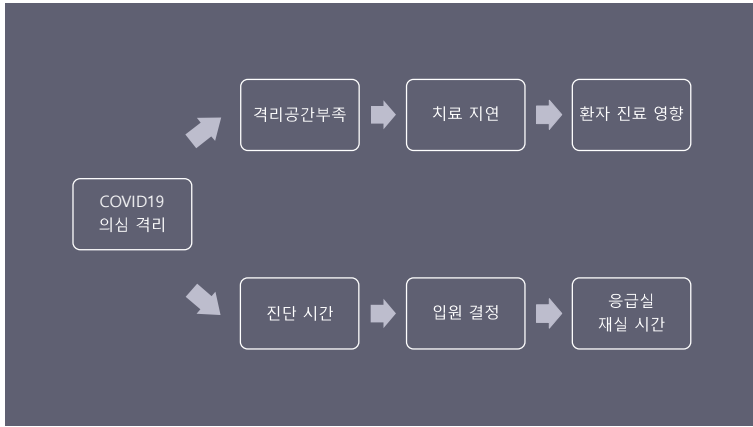 COVID19
의심 격리
격리공간부족
치료 지연
환자 진료 영향
진단 시간
입원 결정
응급실
재실 시간